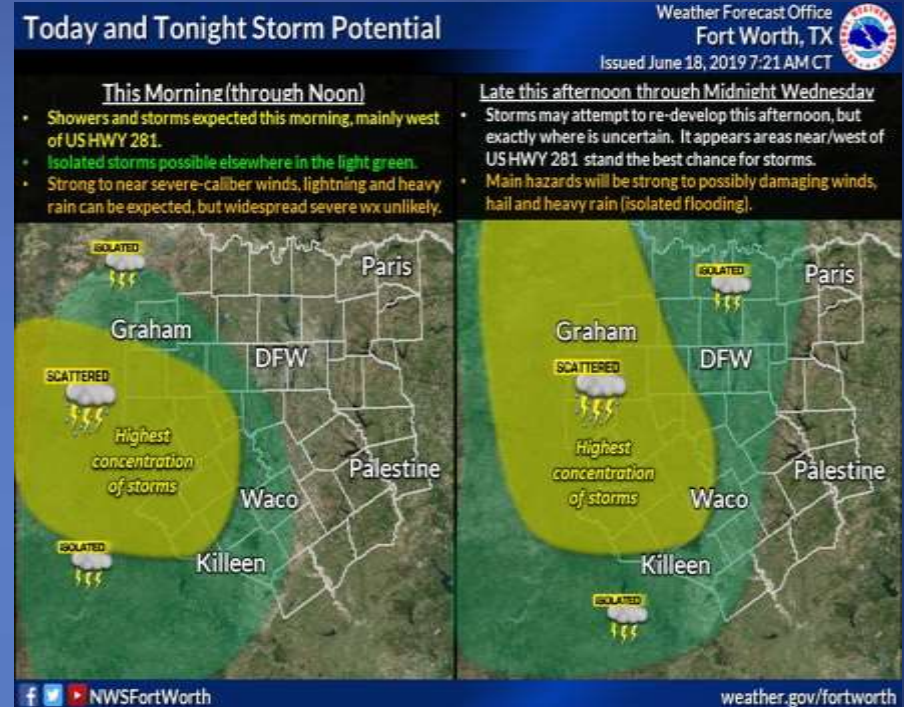 Today and Tonight Storm Potential
Weather Forecast Office
Fort Worth, TX
Issued June 18, 2019 7:21 AM CT
This Morning (through Noon)
• Showers and storms expected this morning, mainly west
of US HWY 281.
• Isolated storms possible elsewhere in the light green.
• Strong to near severe-caliber winds, lightning and heavy
rain can be expected, but widespread severe wx unlikely.
Late this afternoon through Midnight Wednesday
• Storms may attempt to re-develop this afternoon, but
exactly where is uncertain. It appears areas near/west of
US HWY 281 stand the best chance for storms.
• Main hazards will be strong to possibly damaging winds,
hail and heavy rain (isolated flooding).
ISOLATED
Paris
Graham
DFW
SCATTERED
Highest
concentration
of storms
Palestine
Waco
ISOLATED
Killeen
ISOLATED
Paris
Graham
DFW
SCATTERED
Highest
concentration
of storms
Palestine
Waco
Killeen
ISOLATED
NWSFortWorth
weather.gov/fortworth